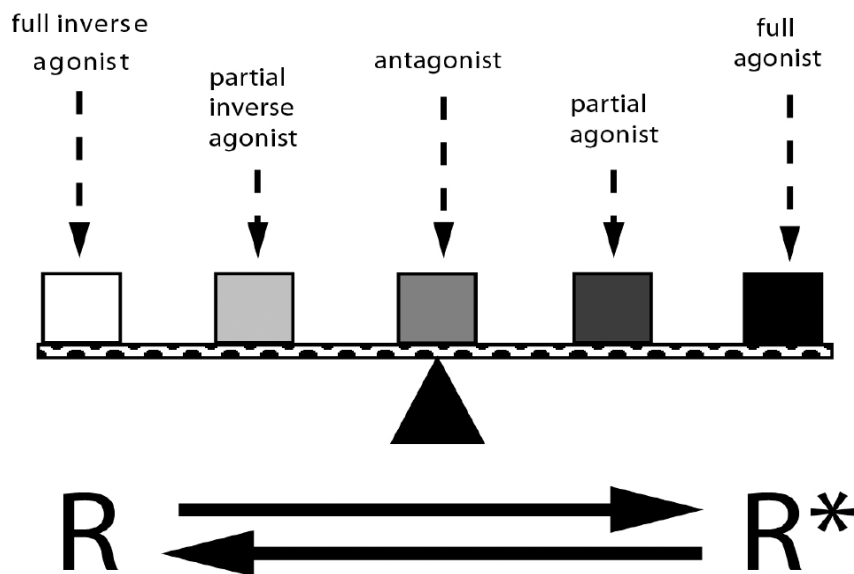 full inverse
agonist
partial
inverse
agonist
antagonist
partial
agonist
full
agonist
R
R*